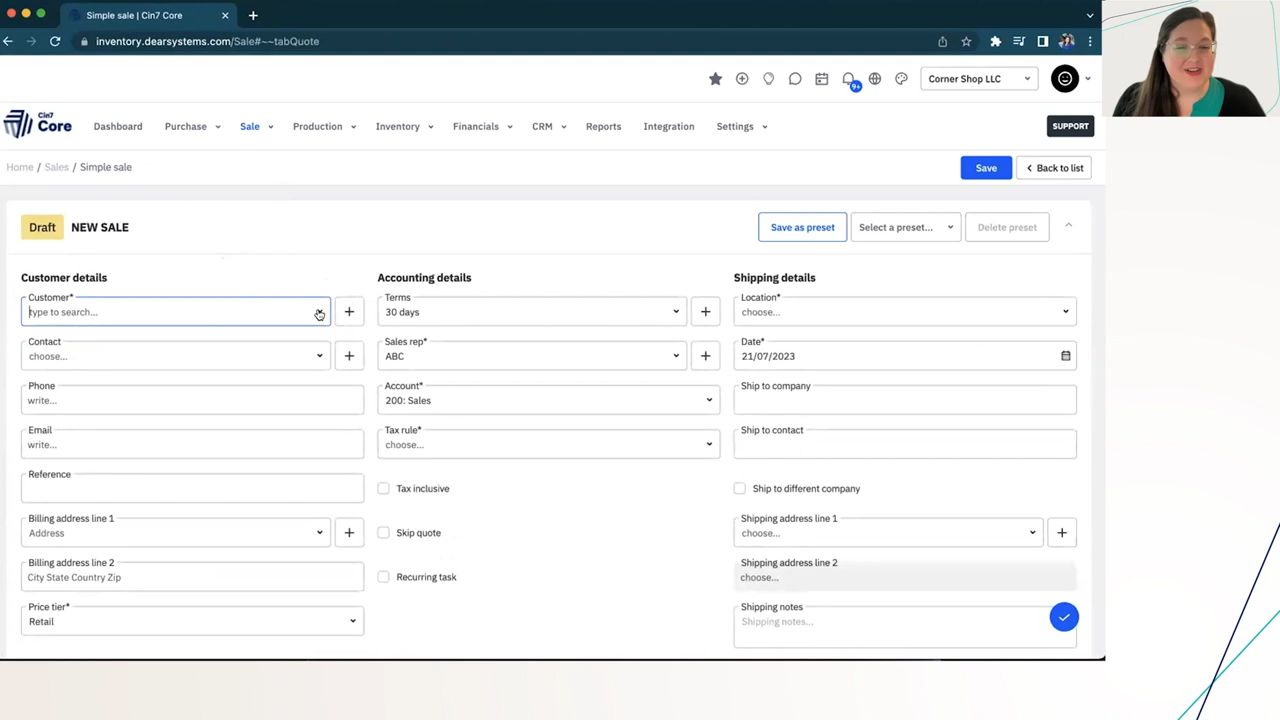 Simple sale | Cin7 Core
inventory.dearsystems.com/Sale#~~tabQuote
9+
Corner Shop LLC
Cin7
Core
Dashboard
Purchase
Sale
Production
Inventory
Financials
CRM
Reports
Integration
Settings
SUPPORT
Home / Sales / Simple sale
Save
Back to list
Draft
NEW SALE
Save as preset
Select a preset...
Delete preset
Customer details
Customer*
type to search...
Contact
choose...
Phone
write...
Email
write...
Reference
Billing address line 1
Address
Billing address line 2
City State Country Zip
Price tier*
Retail
Accounting details
Terms
30 days
Sales rep*
ABC
Account*
200: Sales
Tax rule*
choose...
Tax inclusive
Skip quote
Recurring task
Shipping details
Location*
choose...
Date*
21/07/2023
Ship to company
Ship to contact
Ship to different company
Shipping address line 1
choose...
Shipping address line 2
choose...
Shipping notes
Shipping notes...